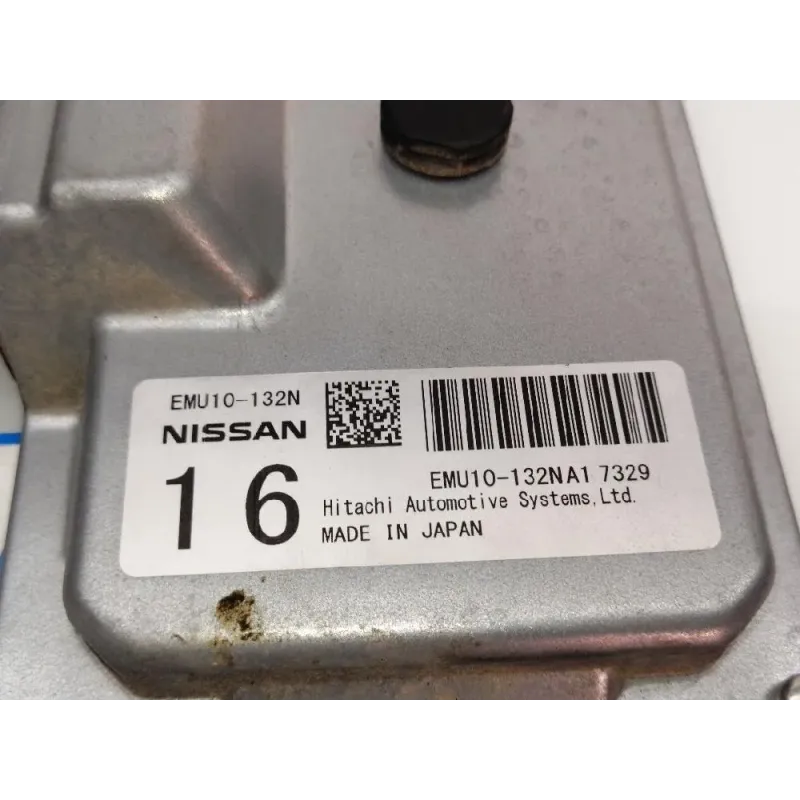 EMU10-132N
NISSAN
16
EMU10-132NA1 7329
Hitachi Automotive Systems,Ltd.
MADE IN JAPAN